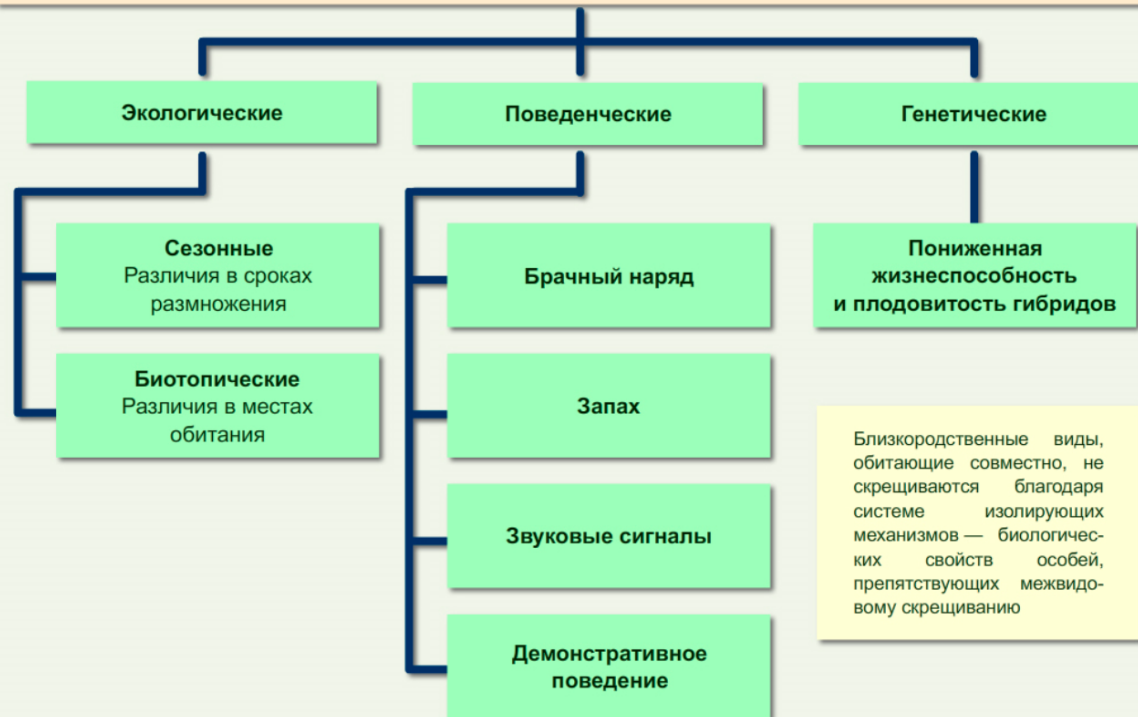 Экологические
Поведенческие
Генетические
Сезонные
Различия в сроках
размножения
Биотопические
Различия в местах
обитания
Брачный наряд
Запах
Звуковые сигналы
Демонстративное
поведение
Пониженная
жизнеспособность
и плодовитость гибридов
Близкородственные виды,
обитающие совместно, не
скрещиваются благодаря
системе изолирующих
механизмов — биологичес-
ких свойств особей,
препятствующих межвидо-
вому скрещиванию